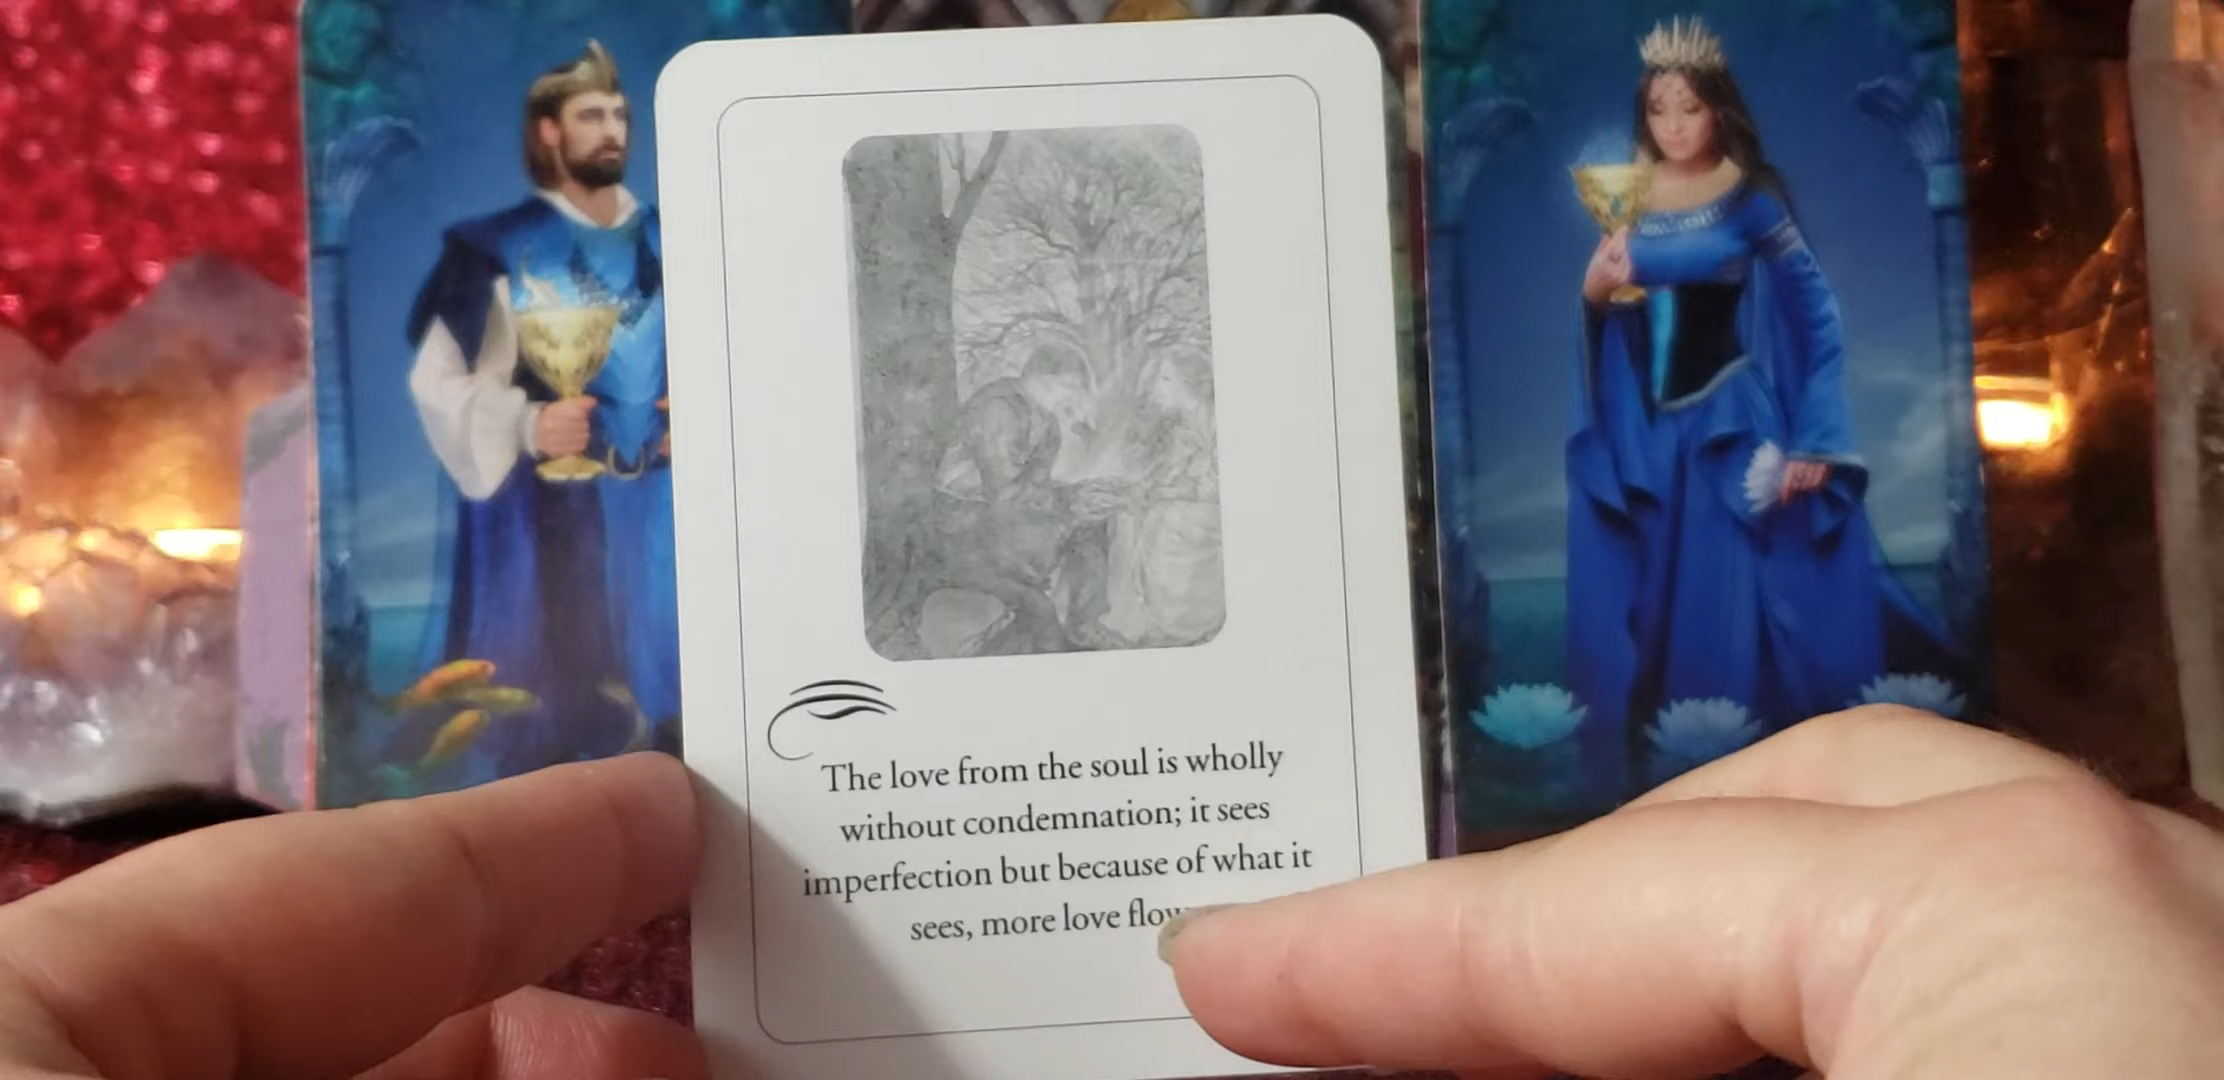 The love from the soul is wholly
without condemnation; it sees
imperfection but because of what it
sees, more love